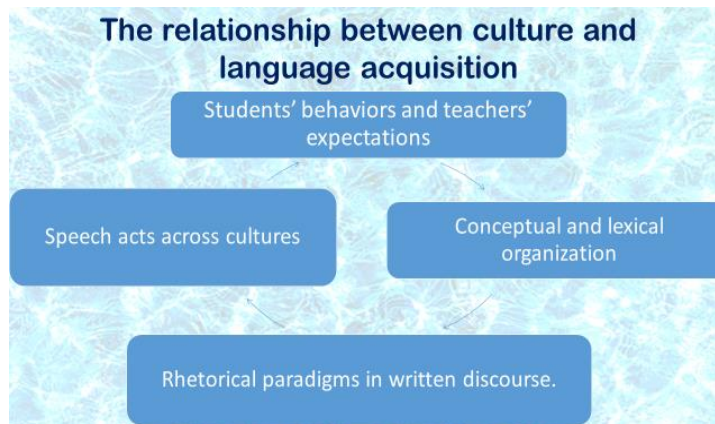 The relationship between culture and
language acquisition
Students’ behaviors and teachers’
expectations
Speech acts across cultures
Conceptual and lexical
organization
Rhetorical paradigms in written discourse.